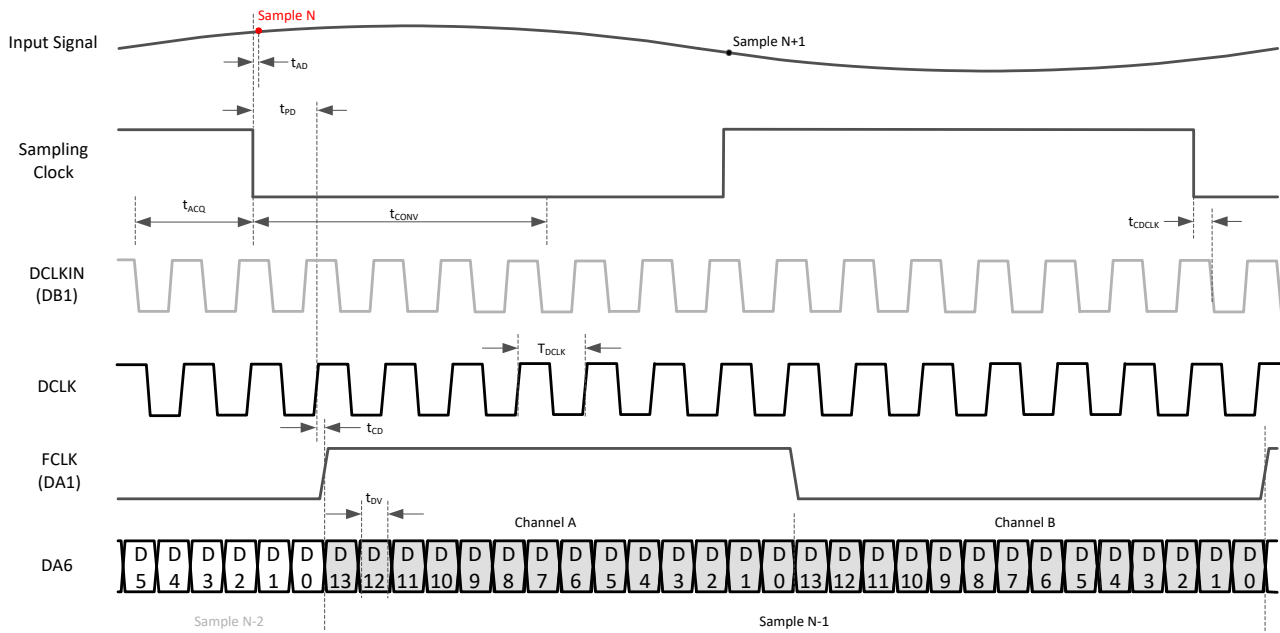 Sample N
Input Signal
Sample N+1
tAD
tPD
Sampling
Clock
tACQ
tCONV
tCDCLK
DCLKIN
(DB1)
TDCLK
DCLK
tCD
FCLK
(DA1)
tDV
Channel A
Channel B
DA6
D D D D D D D D D D D D D D D D D D D D D D D D D D D D D D D D D D
5 4 3 2 1 0 13 12 11 10 9 8 7 6 5 4 3 2 1 0 13 12 11 10 9 8 7 6 5 4 3 2 1 0
Sample N-2
Sample N-1